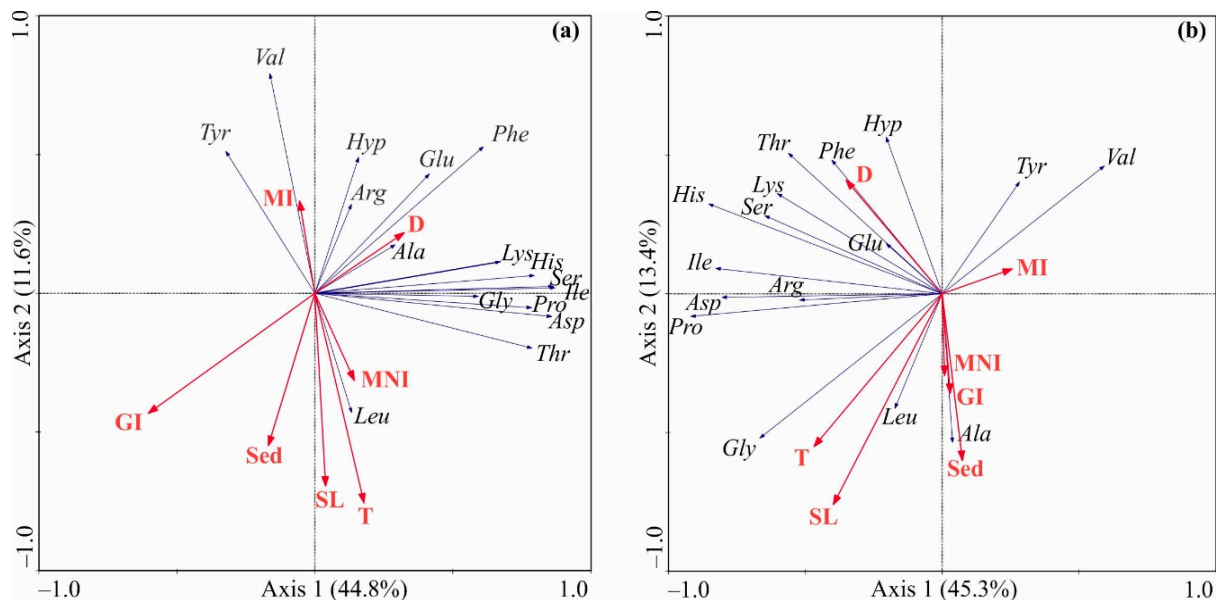 1.0
(a)
Val
Tyr
Hyp
Glu
Phe
MI
Arg
D
Ala
Lys
His
Ser
Ile
Gly
Pro
Asp
Thr
MNI
Leu
GI
Sed
SL
T
Axis 2 (11.6%)
−1.0
−1.0
Axis 1 (44.8%)
1.0
1.0
(b)
Hyp
Thr
Phe
D
Tyr
Val
Lys
His
Ser
Glu
Ile
MI
Asp
Arg
Pro
MNI
GI
Leu
Gly
T
Ala
Sed
SL
Axis 2 (13.4%)
−1.0
−1.0
Axis 1 (45.3%)
1.0